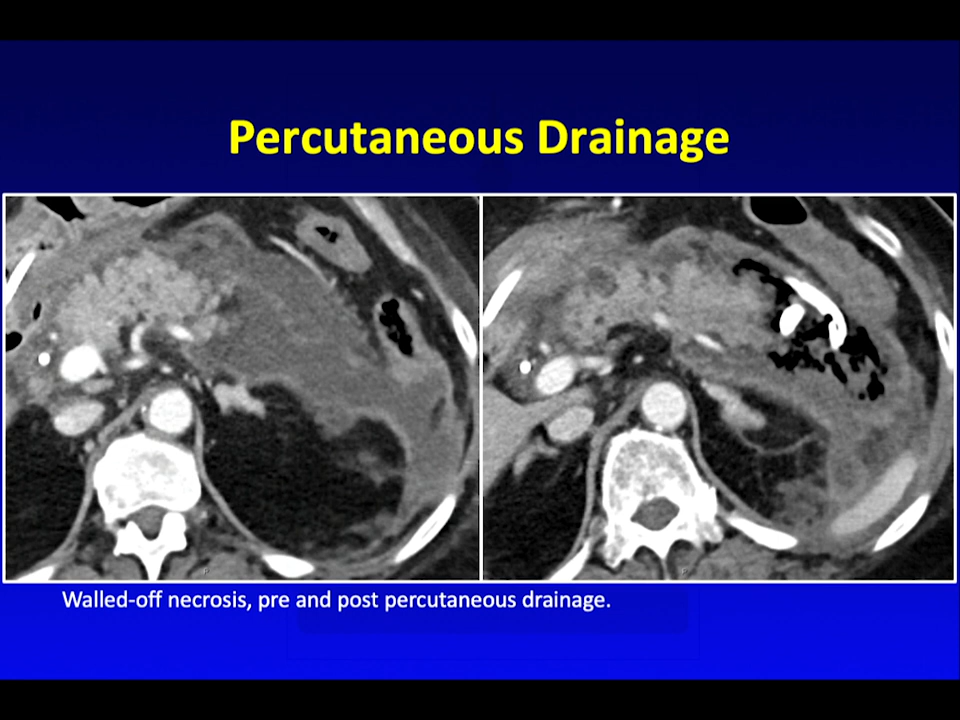 Percutaneous Drainage
Walled-off necrosis, pre and post percutaneous drainage.